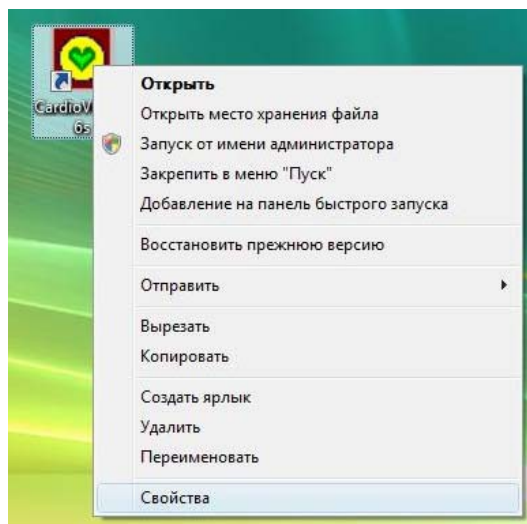 6s
Открыть
Открыть место хранения файла
Запуск от имени администратора
Закрепить в меню "Пуск"
Добавление на панель быстрого запуска
Восстановить прежнюю версию
Отправить
Вырезать
Копировать
Создать ярлык
Удалить
Переименовать
Свойства